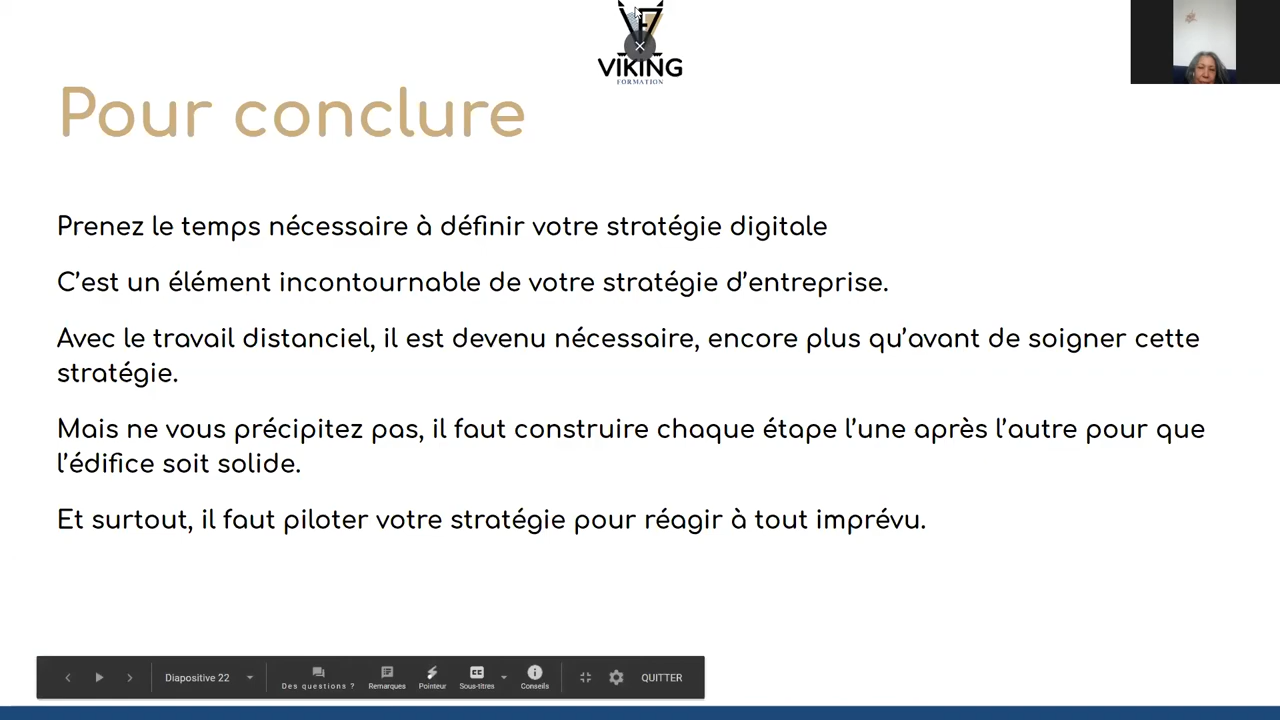 VIKING
FORMATION
Pour conclure
Prenez le temps nécessaire à définir votre stratégie digitale
C'est un élément incontournable de votre stratégie d'entreprise.
Avec le travail distanciel, il est devenu nécessaire, encore plus qu'avant de soigner cette
stratégie.
Mais ne vous précipitez pas, il faut construire chaque étape l'une après l'autre pour que
l'édifice soit solide.
Et surtout, il faut piloter votre stratégie pour réagir à tout imprévu.
Diapositive 22
Des questions ?
Remarques
Pointeur
Sous-titres
Conseils
QUITTER